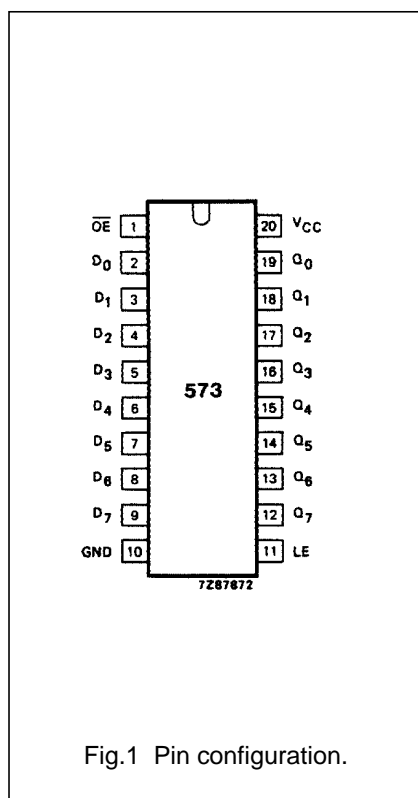 O̅E̅ 1 20 VCC
D0 2 19 Q0
D1 3 18 Q1
D2 4 17 Q2
D3 5 16 Q3
D4 6 15 Q4
D5 7 14 Q5
D6 8 13 Q6
D7 9 12 Q7
GND 10 11 LE
573
7Z87872
Fig.1 Pin configuration.